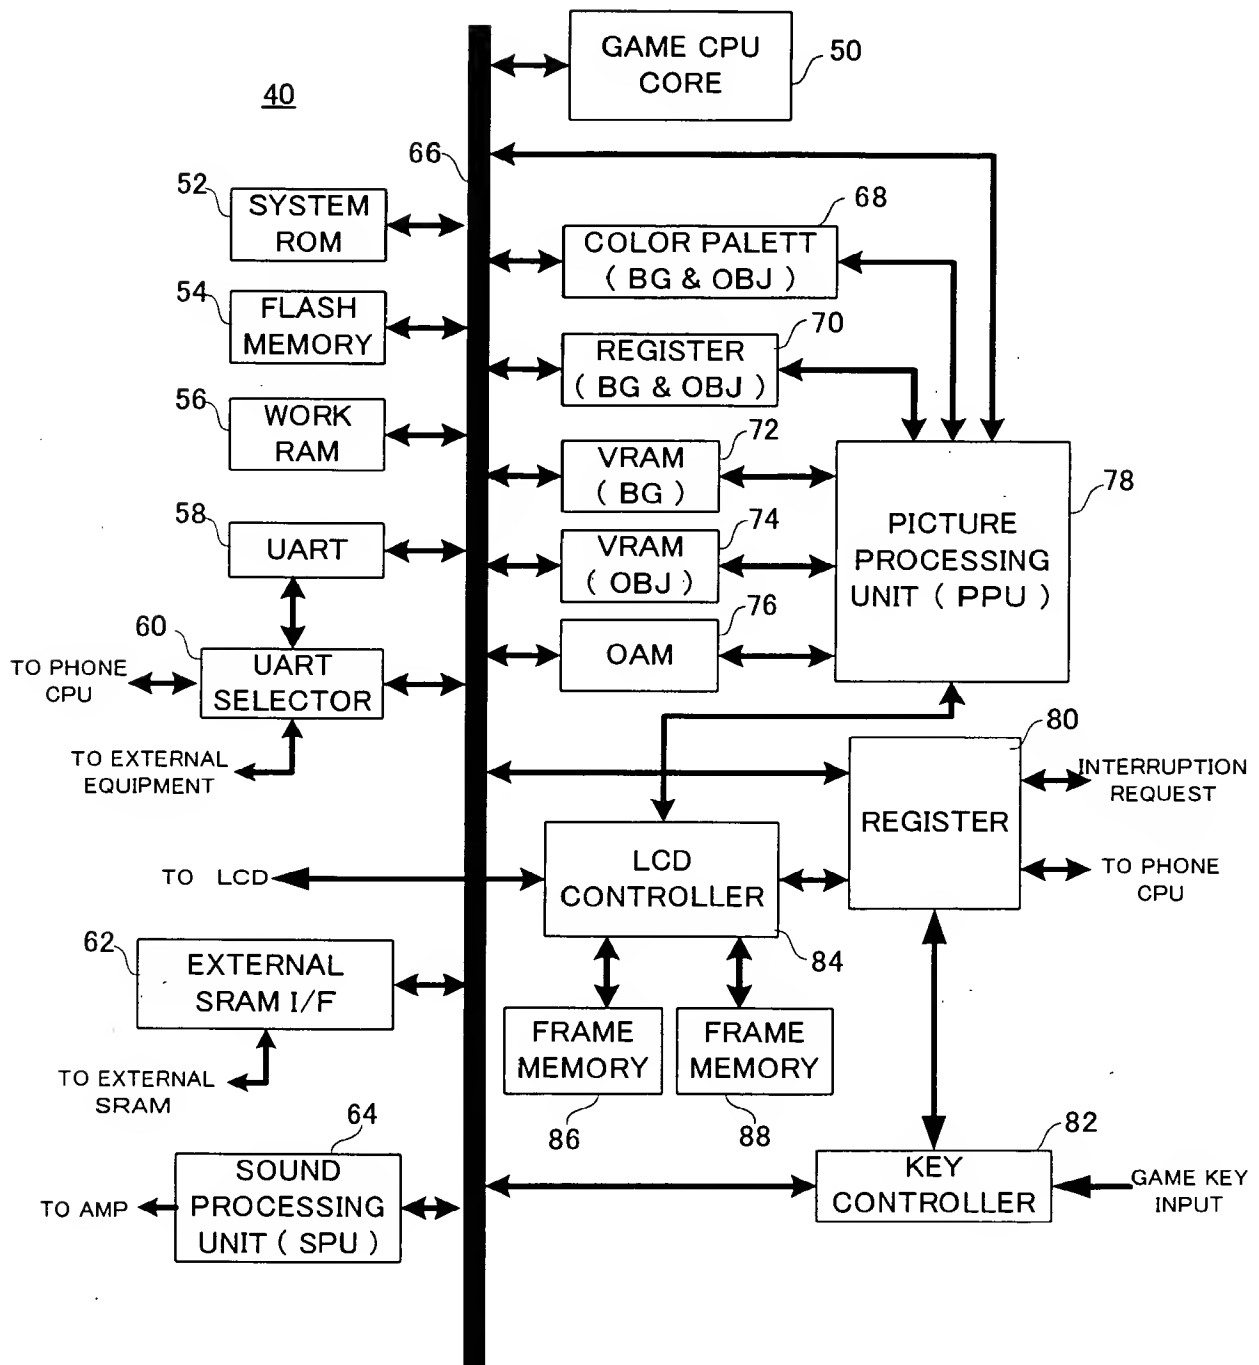 GAME CPU
CORE
50
40
66
52
SYSTEM
ROM
68
COLOR PALETT
( BG & OBJ )
54
FLASH
MEMORY
70
REGISTER
( BG & OBJ )
56
WORK
RAM
72
VRAM
( BG )
78
PICTURE
PROCESSING
UNIT ( PPU )
58
UART
74
VRAM
( OBJ )
76
OAM
60
UART
SELECTOR
TO PHONE
CPU
TO EXTERNAL
EQUIPMENT
80
REGISTER
INTERRUPTION
REQUEST
TO PHONE
CPU
TO LCD
LCD
CONTROLLER
84
62
EXTERNAL
SRAM I/F
TO EXTERNAL
SRAM
FRAME
MEMORY
86
FRAME
MEMORY
88
64
SOUND
PROCESSING
UNIT ( SPU )
TO AMP
82
KEY
CONTROLLER
GAME KEY
INPUT